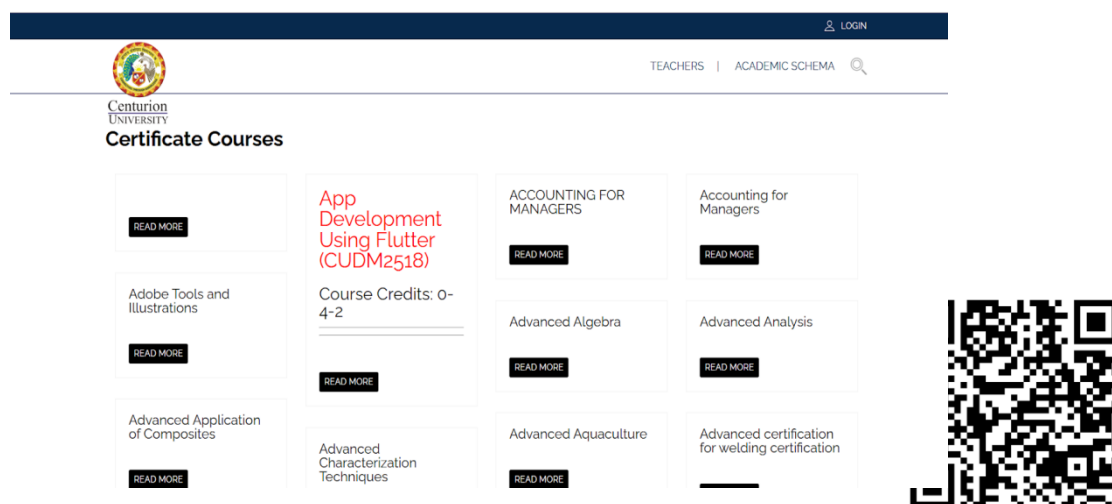 LOGIN
TEACHERS | ACADEMIC SCHEMA
Centurion
UNIVERSITY
Certificate Courses
READ MORE
Adobe Tools and
Illustrations
READ MORE
Advanced Application
of Composites
READ MORE
App
Development
Using Flutter
(CUDM2518)
Course Credits: 0-
4-2
READ MORE
Advanced
Characterization
Techniques
ACCOUNTING FOR
MANAGERS
READ MORE
Advanced Algebra
READ MORE
Advanced Aquaculture
READ MORE
Accounting for
Managers
READ MORE
Advanced Analysis
READ MORE
Advanced certification
for welding certification